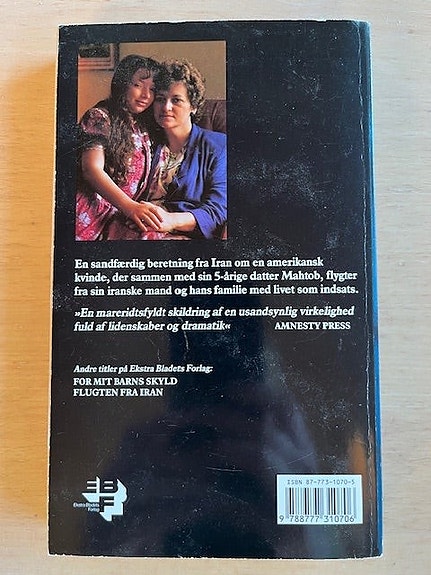 En sandfærdig beretning fra Iran om en amerikansk
kvinde, der sammen med sin 5-årige datter Mahtob, flygter
fra sin iranske mand og hans familie med livet som indsats.
»En mareridtsfyldt skildring af en usandsynlig virkelighed
fuld af lidenskaber og dramatik« AMNESTY PRESS
Andre titler på Ekstra Bladets Forlag:
FOR MIT BARNS SKYLD
FLUGTEN FRA IRAN
EBF
Ekstra Bladets
Forlag
ISBN 87-773-1070-5
9 788777 310706